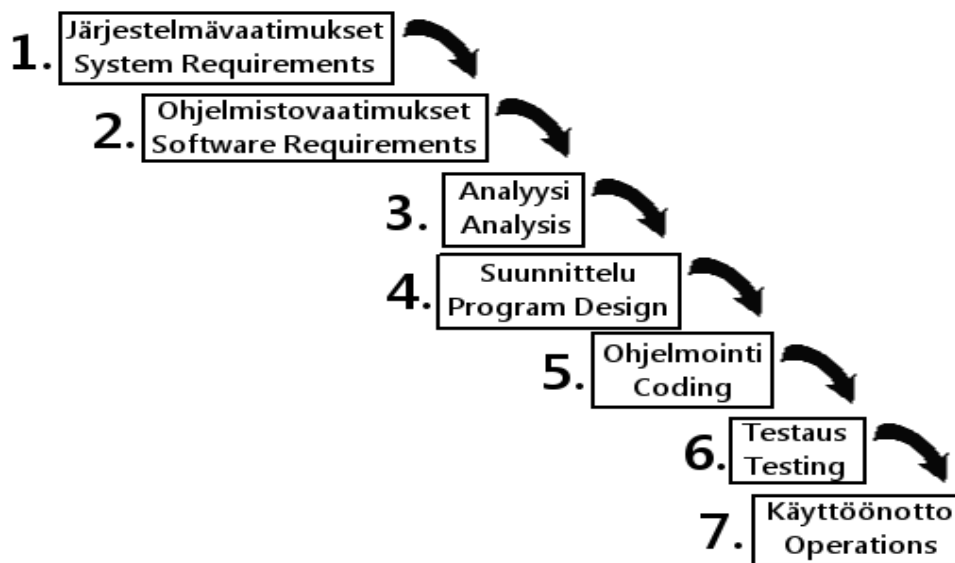 1. Järjestelmävaatimukset
System Requirements
2. Ohjelmistovaatimukset
Software Requirements
3. Analyysi
Analysis
4. Suunnittelu
Program Design
5. Ohjelmointi
Coding
6. Testaus
Testing
7. Käyttöönotto
Operations